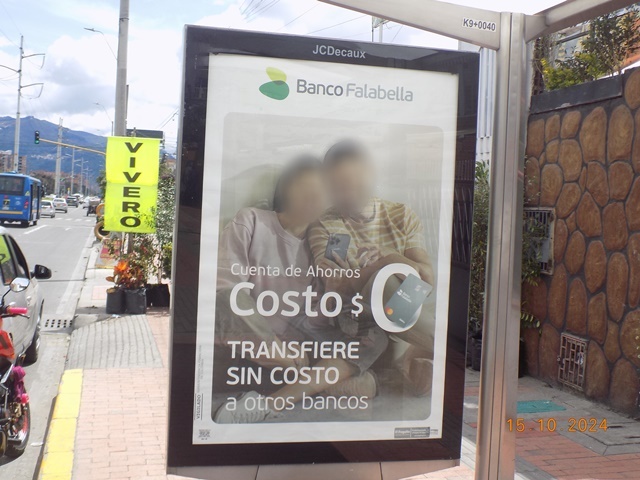 K9+0040
JCDecaux
Banco Falabella
VIVERO
Cuenta de Ahorros
Costo $ 0
TRANSFIERE
SIN COSTO
a otros bancos
15.10.2024